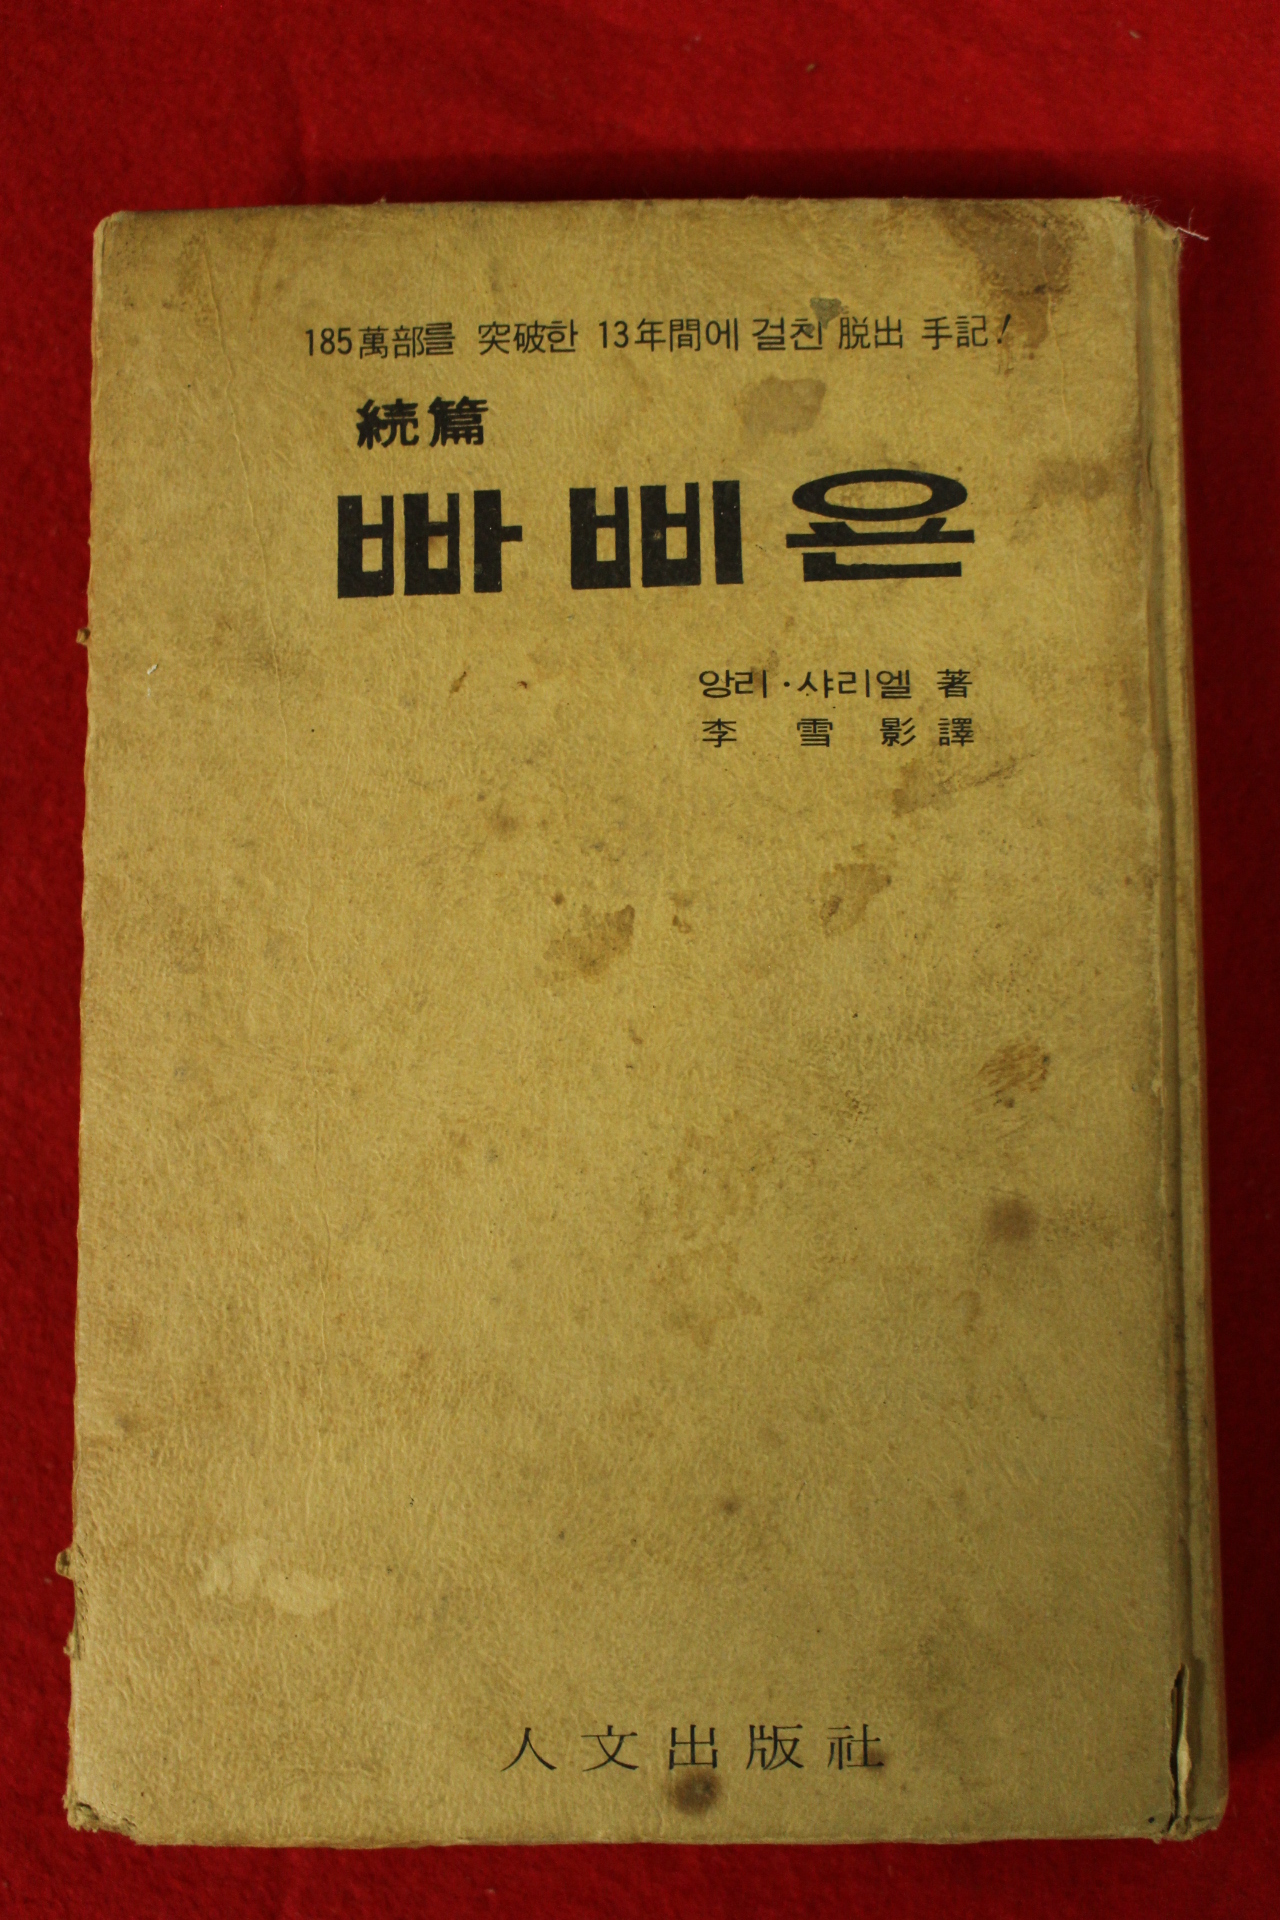 185萬部를 突破한 13年間에 걸친 脱出 手記!
続篇
빠삐욘
앙리·샤리엘 著
李雪影 譯
人文出版社